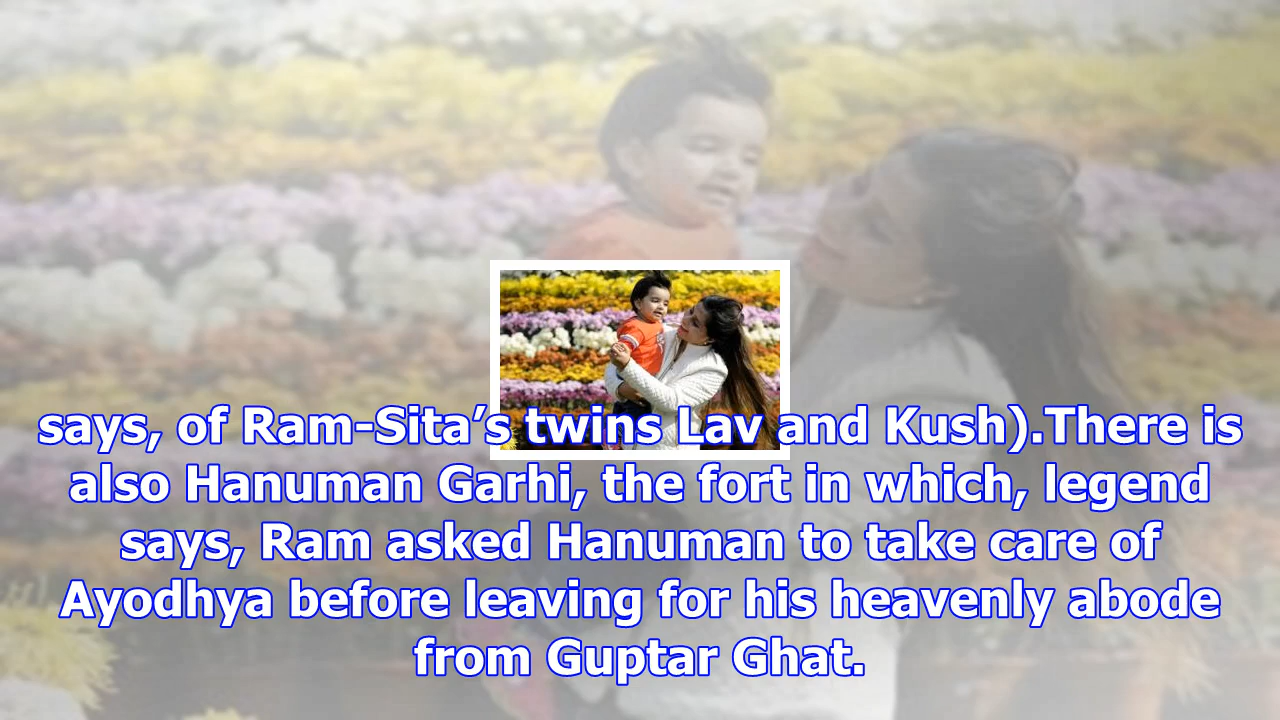 says, of Ram-Sita’s twins Lav and Kush).There is
also Hanuman Garhi, the fort in which, legend
says, Ram asked Hanuman to take care of
Ayodhya before leaving for his heavenly abode
from Guptar Ghat.